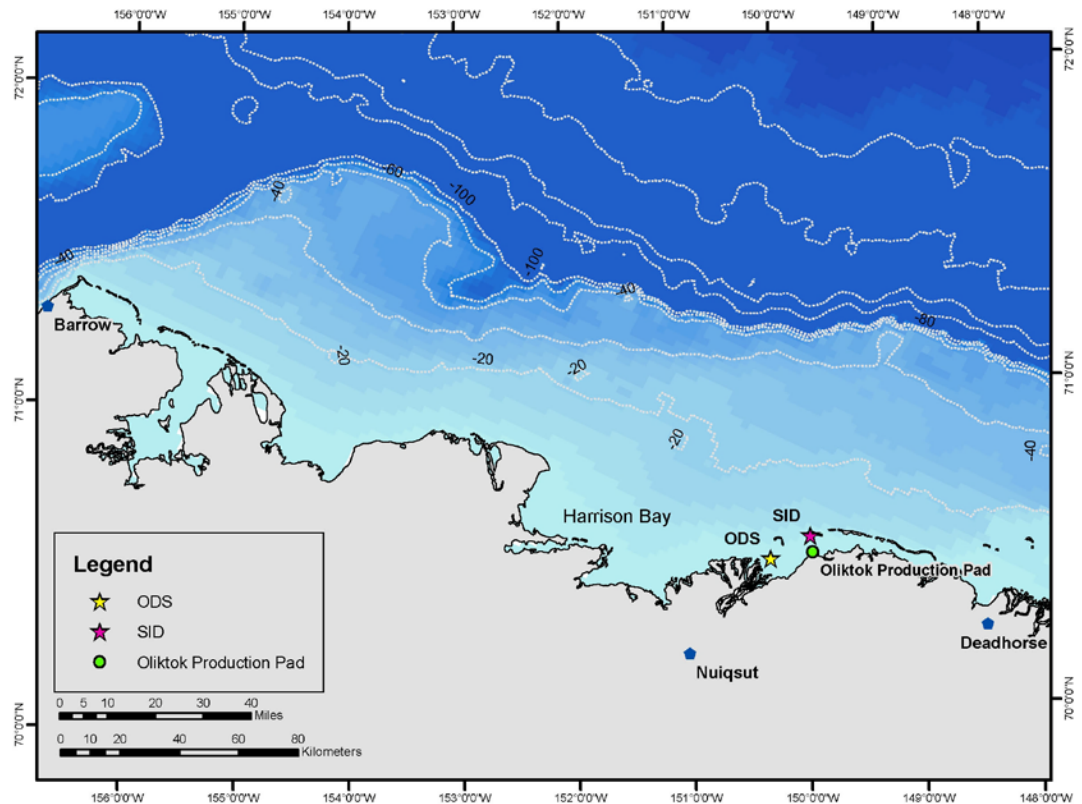 156°0'0"W 155°0'0"W 154°0'0"W 153°0'0"W 152°0'0"W 151°0'0"W 150°0'0"W 149°0'0"W 148°0'0"W
72°0'0"N
72°0'0"N
-60
-40
-100
-40
-100
-40
-80
Barrow
-20
-20
-20
71°0'0"N
71°0'0"N
-20
-40
Harrison Bay
SID
ODS
Oliktok Production Pad
Legend
ODS
SID
Oliktok Production Pad
Deadhorse
Nuiqsut
70°0'0"N
70°0'0"N
0 5 10 20 30 40
Miles
0 10 20 40 60 80
Kilometers
156°0'0"W 155°0'0"W 154°0'0"W 153°0'0"W 152°0'0"W 151°0'0"W 150°0'0"W 149°0'0"W 148°0'0"W